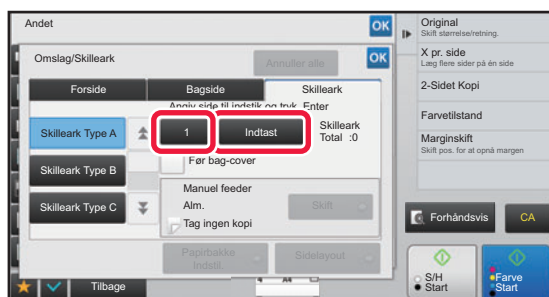 Andet
OK
Omslag/Skilleark
Annuller alle
OK
Forside
Bagside
Skilleark
Angiv side til indstik og tryk Enter
Skilleark Type A
1
Indtast
Skilleark
Total :0
Før bag-cover
Skilleark Type B
Manuel feeder
Alm.
Tag ingen kopi
Skift
Skilleark Type C
Papirbakke
Indstil.
Sidelayout
Tilbage
A4
Original
Skift størrelse/retning.
X pr. side
Læg flere sider på én side
2-Sidet Kopi
Farvetilstand
Marginskift
Skift pos. for at opnå margen
Forhåndsvis
CA
S/H
Start
Farve
Start